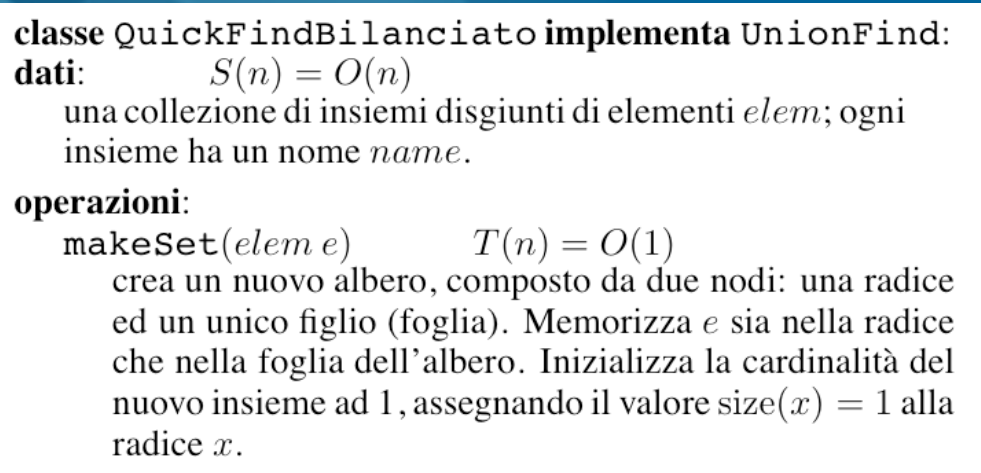 classe QuickFindBilanciato implementa UnionFind:
dati: S(n) = O(n)
una collezione di insiemi disgiunti di elementi elem; ogni
insieme ha un nome name.
operazioni:
makeSet(elem e) T(n) = O(1)
crea un nuovo albero, composto da due nodi: una radice
ed un unico figlio (foglia). Memorizza e sia nella radice
che nella foglia dell'albero. Inizializza la cardinalità del
nuovo insieme ad 1, assegnando il valore size(x) = 1 alla
radice x.